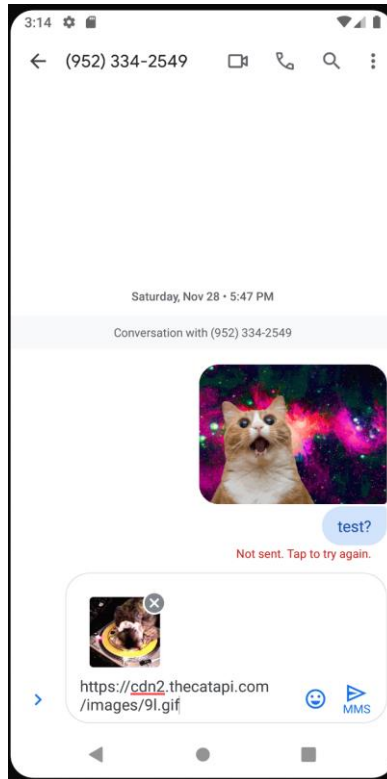 3:14
(952) 334-2549
Saturday, Nov 28 • 5:47 PM
Conversation with (952) 334-2549
test?
Not sent. Tap to try again.
https://cdn2.thecatapi.com
/images/9l.gif
MMS